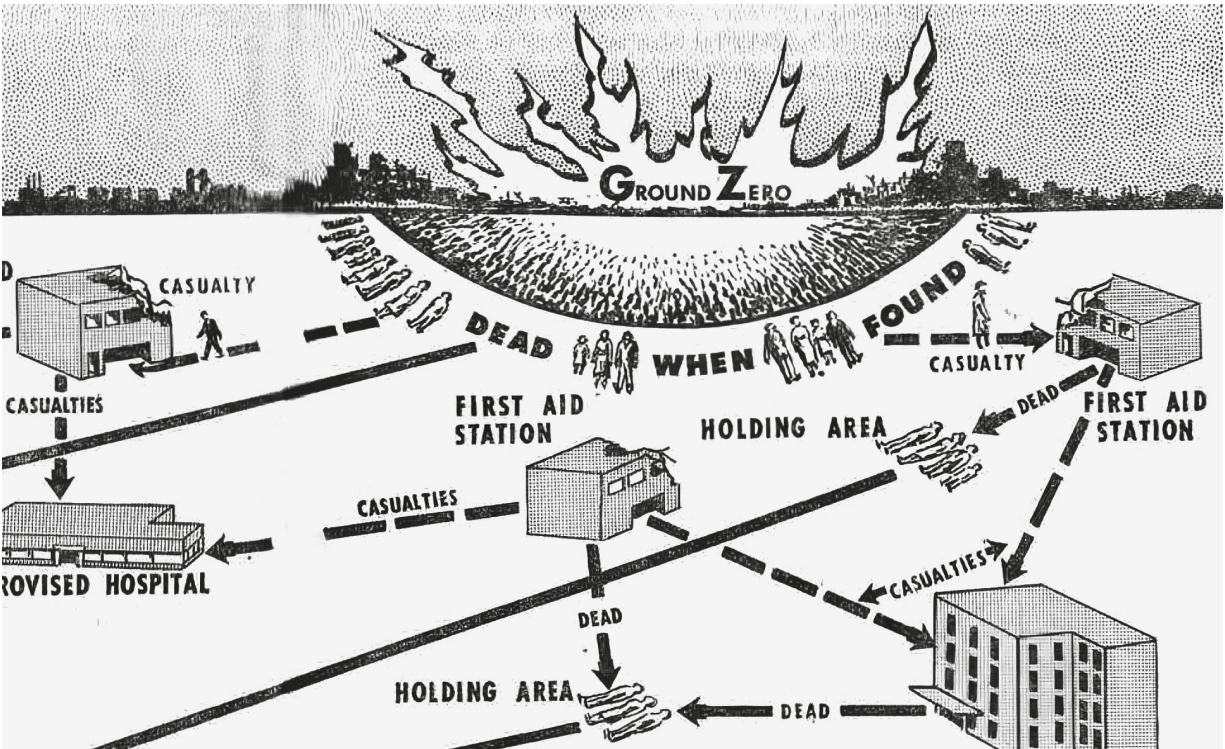 GROUND ZERO
CASUALTY
DEAD WHEN FOUND
CASUALTY
CASUALTIES
DEAD
FIRST AID
STATION
FIRST AID
STATION
HOLDING AREA
CASUALTIES
ROVISED HOSPITAL
CASUALTIES
DEAD
HOLDING AREA
DEAD